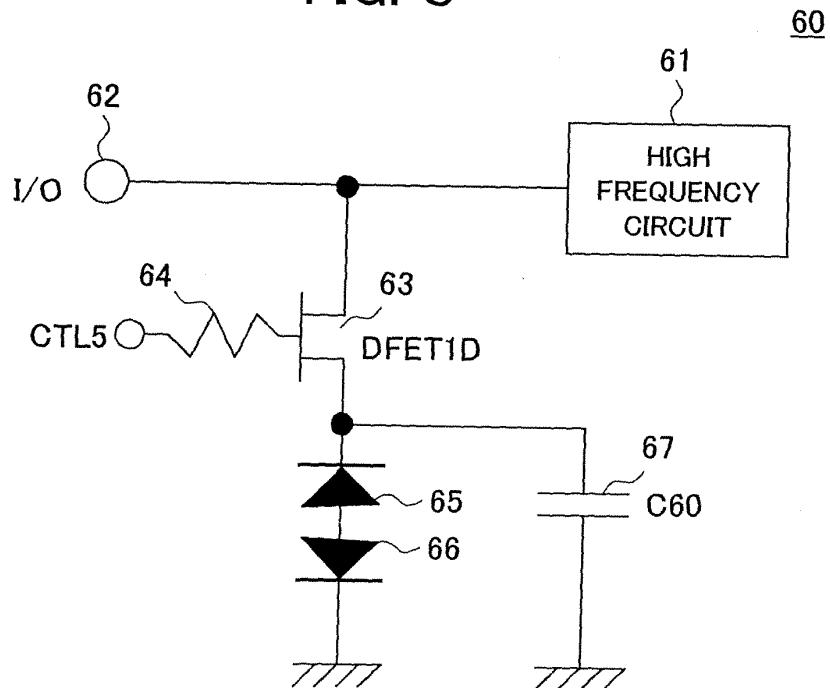 60
61
62
HIGH
FREQUENCY
CIRCUIT
I/O
64
63
CTL5
DFET1D
67
65
C60
66